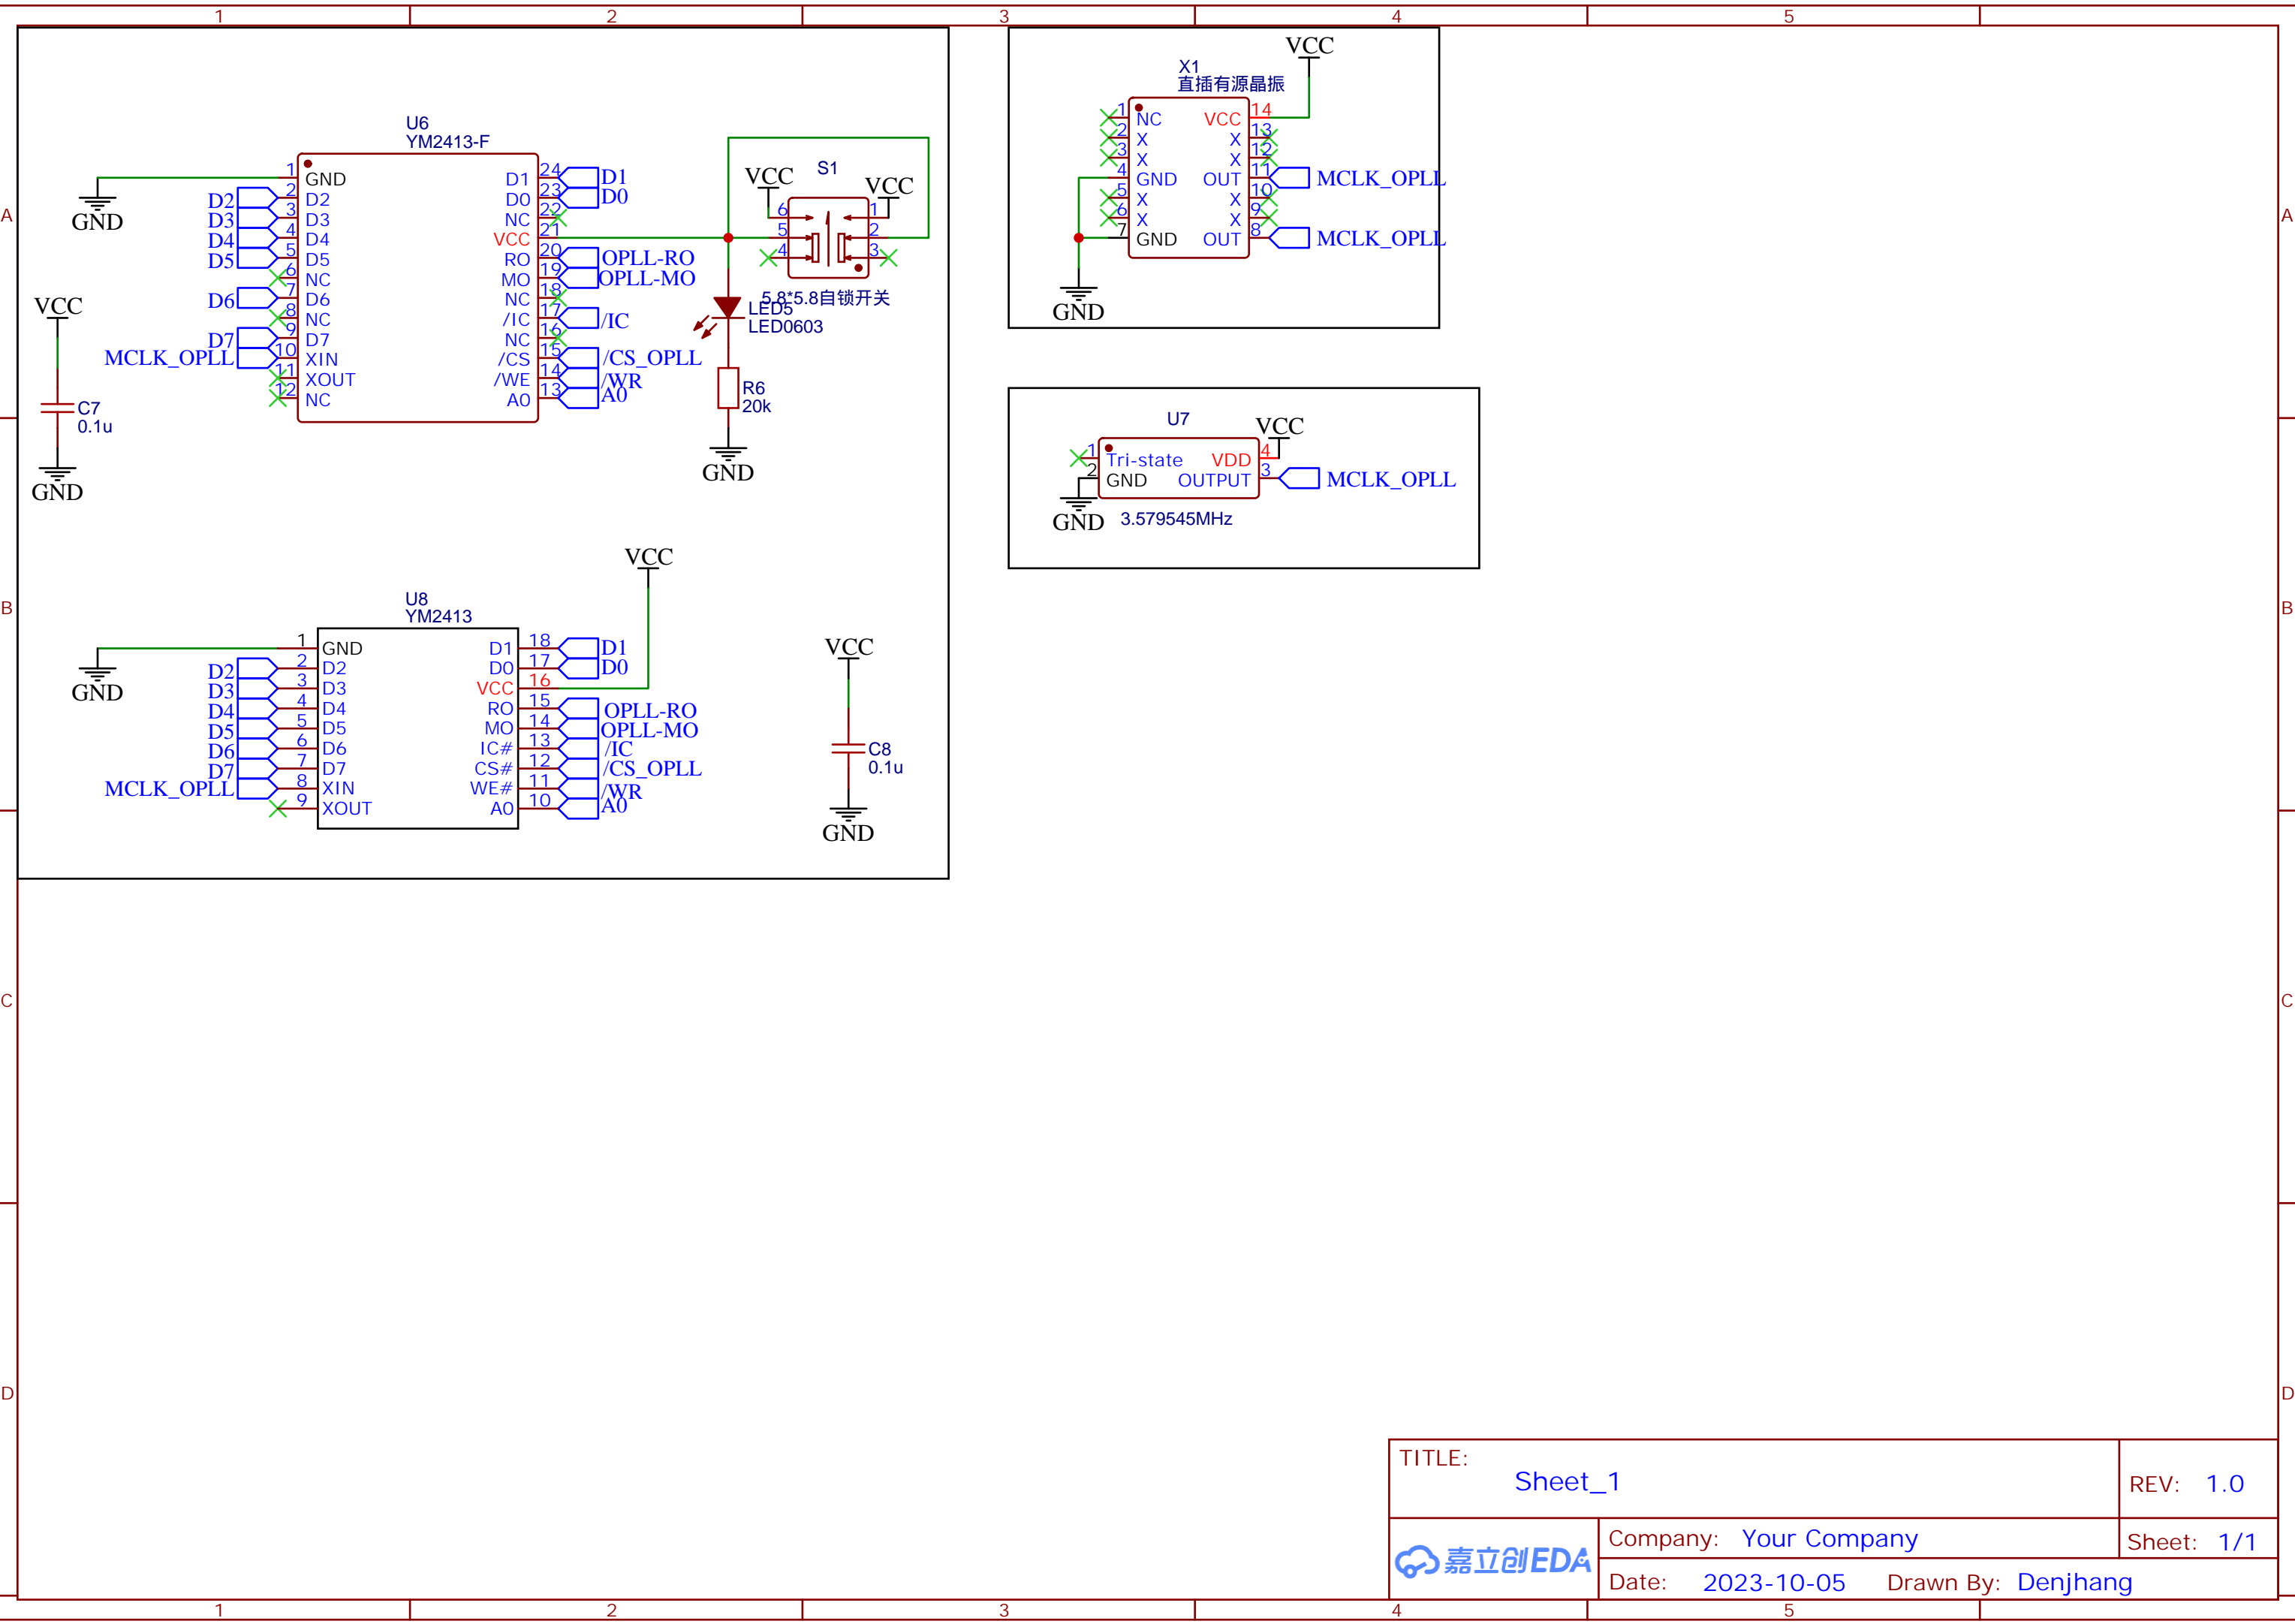 1 2 3 4 5
A A
B B
C C
D D
1 2 3 4 5
U6
YM2413-F
1 GND
2 D2
3 D3
4 D4
5 D5
6 NC
7 D6
8 NC
9 D7
10 XIN
11 XOUT
12 NC
D1 24
D0 23
NC 22
VCC 21
RO 20
MO 19
NC 18
/IC 17
NC 16
/CS 15
/WE 14
A0 13
GND
D2
D3
D4
D5
D6
D7
MCLK_OPLL
D1
D0
OPLL-RO
OPLL-MO
/IC
/CS_OPLL
/WR
A0
VCC
C7
0.1u
GND
S1
VCC
VCC
6 1
5 2
4 3
5.8*5.8自锁开关
LED5
LED0603
R6
20k
GND
X1
直插有源晶振
VCC
1 NC
2 X
3 X
4 GND
5 X
6 X
7 GND
VCC 14
X 13
X 12
OUT 11
X 10
X 9
OUT 8
MCLK_OPLL
MCLK_OPLL
GND
U7
VCC
1 Tri-state
2 GND
VDD 4
OUTPUT 3
MCLK_OPLL
GND
3.579545MHz
U8
YM2413
VCC
1 GND
2 D2
3 D3
4 D4
5 D5
6 D6
7 D7
8 XIN
9 XOUT
D1 18
D0 17
VCC 16
RO 15
MO 14
IC# 13
CS# 12
WE# 11
A0 10
GND
D2
D3
D4
D5
D6
D7
MCLK_OPLL
D1
D0
OPLL-RO
OPLL-MO
/IC
/CS_OPLL
/WR
A0
VCC
C8
0.1u
GND
TITLE:
Sheet_1
REV: 1.0
嘉立创EDA
Company: Your Company
Sheet: 1/1
Date: 2023-10-05
Drawn By: Denjhang